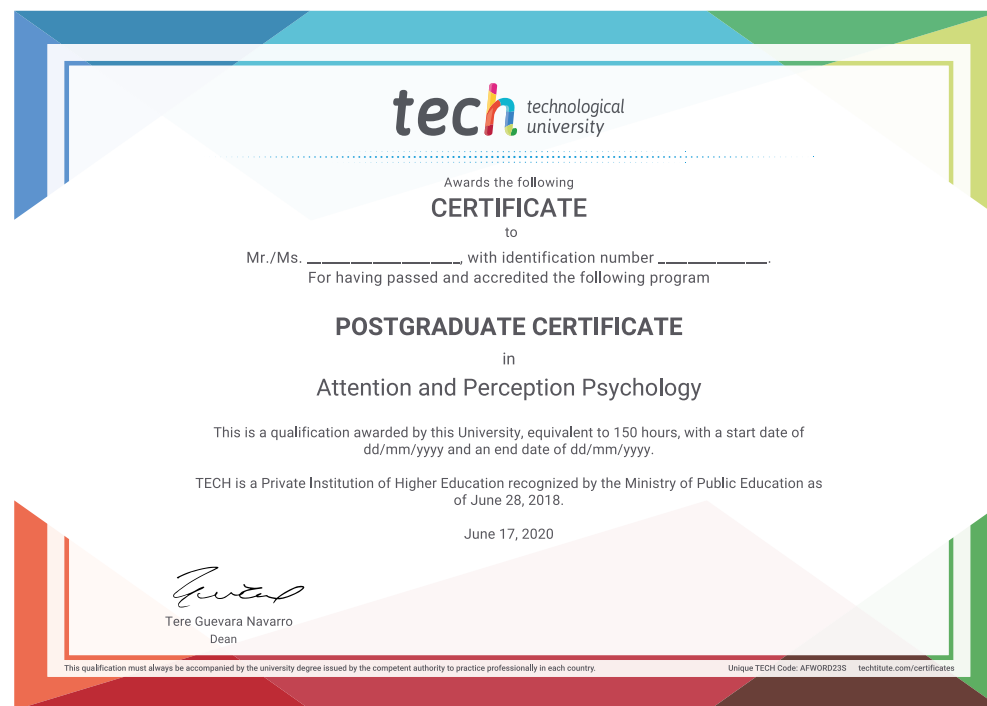 tech technological
university
Awards the following
CERTIFICATE
to
Mr./Ms. ____________________, with identification number ______________.
For having passed and accredited the following program
POSTGRADUATE CERTIFICATE
in
Attention and Perception Psychology
This is a qualification awarded by this University, equivalent to 150 hours, with a start date of
dd/mm/yyyy and an end date of dd/mm/yyyy.
TECH is a Private Institution of Higher Education recognized by the Ministry of Public Education as
of June 28, 2018.
June 17, 2020
Tere Guevara Navarro
Dean
This qualification must always be accompanied by the university degree issued by the competent authority to practice professionally in each country. Unique TECH Code: AFWORD23S techtitute.com/certificates